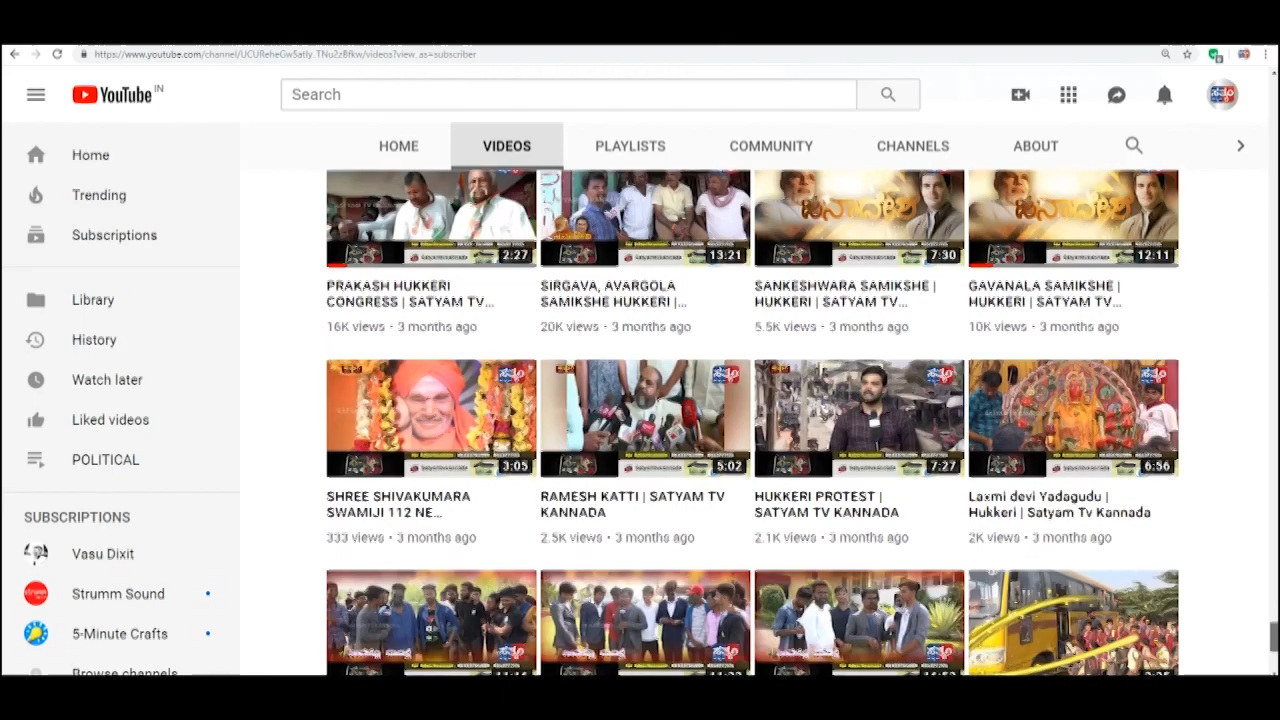 https://www.youtube.com/channel/UCUReheGwSatly_TNu2zBfkw/videos?view_as=subscriber
YouTube IN
Search
HOME VIDEOS PLAYLISTS COMMUNITY CHANNELS ABOUT
Home
Trending
Subscriptions
Library
History
Watch later
Liked videos
POLITICAL
SUBSCRIPTIONS
Vasu Dixit
Strumm Sound
5-Minute Crafts
Browse channels
2:27 13:21 7:30 12:11
PRAKASH HUKKERI CONGRESS | SATYAM TV...
16K views · 3 months ago
SIRGAVA, AVARGOLA SAMIKSHE HUKKERI |...
20K views · 3 months ago
SANKESHWARA SAMIKSHE | HUKKERI | SATYAM TV...
5.5K views · 3 months ago
GAVANALA SAMIKSHE | HUKKERI | SATYAM TV...
10K views · 3 months ago
ಸತ್ಯಂ ಸತ್ಯಂ ಸತ್ಯಂ ಸತ್ಯಂ
3:05 5:02 7:27 6:56
SHREE SHIVAKUMARA SWAMIJI 112 NE...
333 views · 3 months ago
RAMESH KATTI | SATYAM TV KANNADA
2.5K views · 3 months ago
HUKKERI PROTEST | SATYAM TV KANNADA
2.1K views · 3 months ago
Laxmi devi Yadagudu | Hukkeri | Satyam Tv Kannada
2K views · 3 months ago